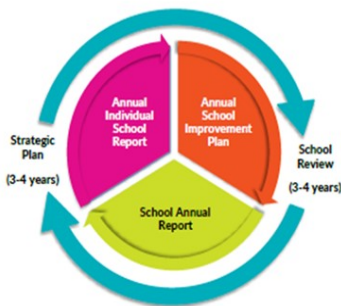 Annual
Individual
School
Report
Annual
School
Improvement
Plan
Strategic
Plan
(3-4 years)
School
Review
(3-4 years)
School Annual
Report